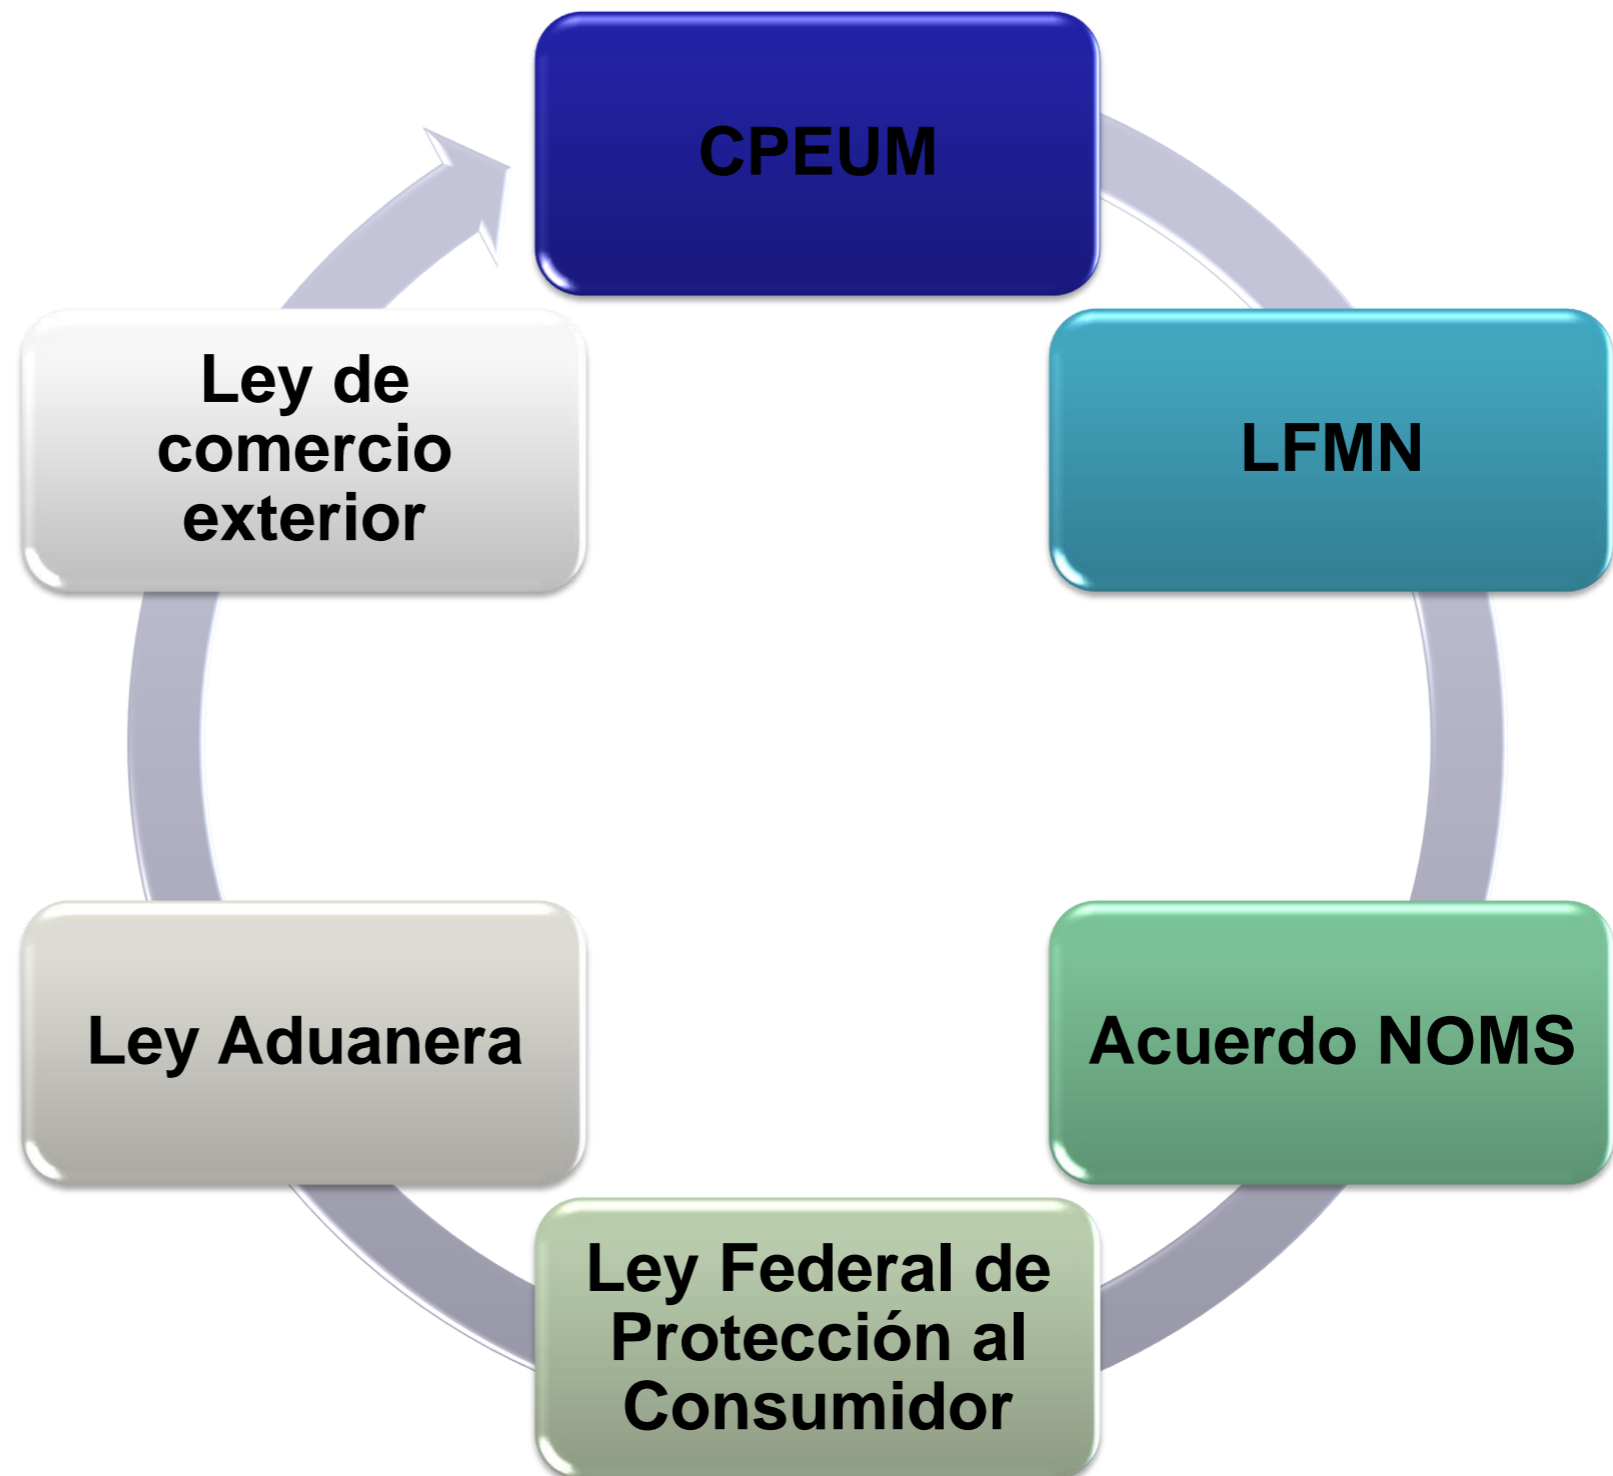 CPEUM
LFMN
Acuerdo NOMS
Ley Federal de
Protección al
Consumidor
Ley Aduanera
Ley de
comercio
exterior